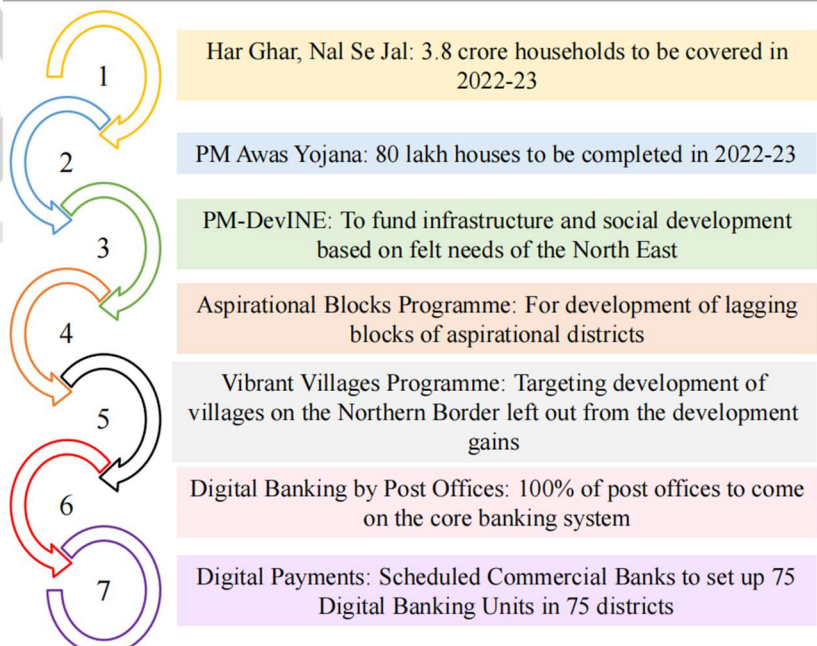 1
Har Ghar, Nal Se Jal: 3.8 crore households to be covered in
2022-23
2
PM Awas Yojana: 80 lakh houses to be completed in 2022-23
3
PM-DevINE: To fund infrastructure and social development
based on felt needs of the North East
4
Aspirational Blocks Programme: For development of lagging
blocks of aspirational districts
5
Vibrant Villages Programme: Targeting development of
villages on the Northern Border left out from the development
gains
6
Digital Banking by Post Offices: 100% of post offices to come
on the core banking system
7
Digital Payments: Scheduled Commercial Banks to set up 75
Digital Banking Units in 75 districts